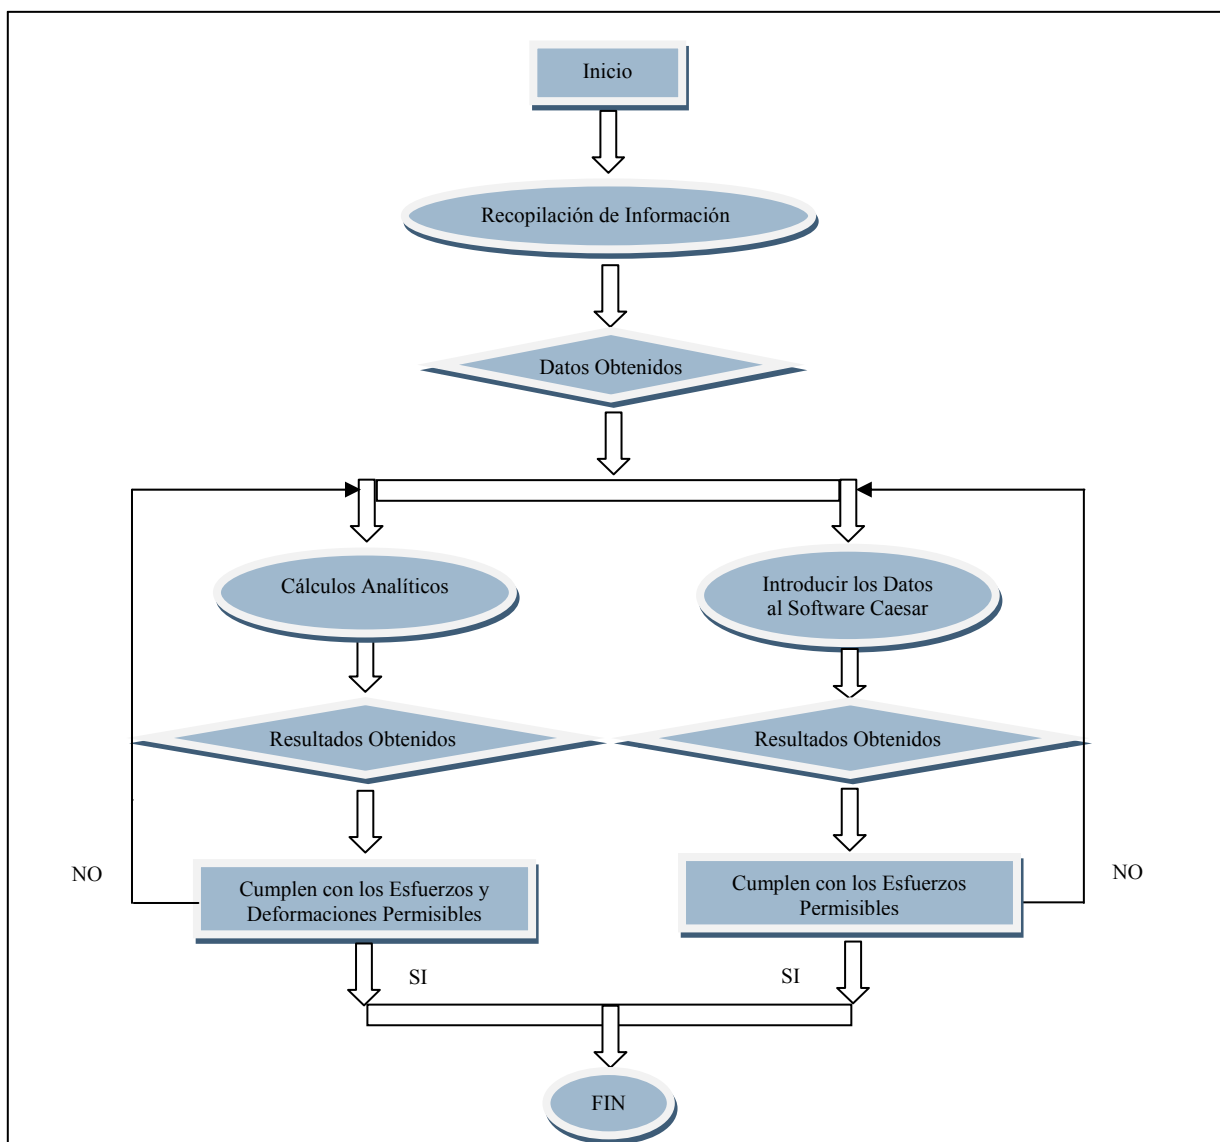 Inicio
Recopilación de Información
Datos Obtenidos
Cálculos Analíticos
Introducir los Datos
al Software Caesar
Resultados Obtenidos
Resultados Obtenidos
NO
Cumplen con los Esfuerzos y
Deformaciones Permisibles
Cumplen con los Esfuerzos
Permisibles
NO
SI
SI
FIN